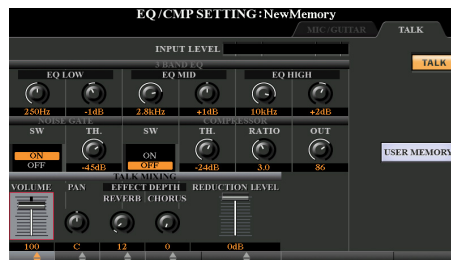 EQ/CMP SETTING:NewMemory
MIC/GUITAR TALK
INPUT LEVEL
3 BAND EQ
TALK
EQ LOW EQ MID EQ HIGH
250Hz -1dB 2.8kHz +1dB 10kHz +2dB
NOISE GATE COMPRESSOR
SW TH. SW TH. RATIO OUT
ON ON
OFF OFF
-45dB -24dB 3.0 86
USER MEMORY
TALK MIXING
VOLUME PAN EFFECT DEPTH REDUCTION LEVEL
REVERB CHORUS
100 C 12 0 0dB